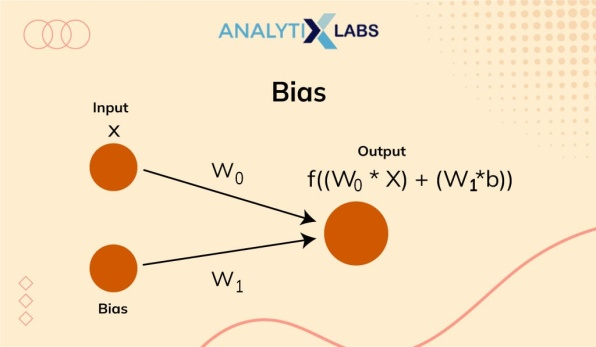 ANALYTIX LABS
Bias
Input
X
W₀
Output
f((W₀ * X) + (W₁*b))
W₁
Bias